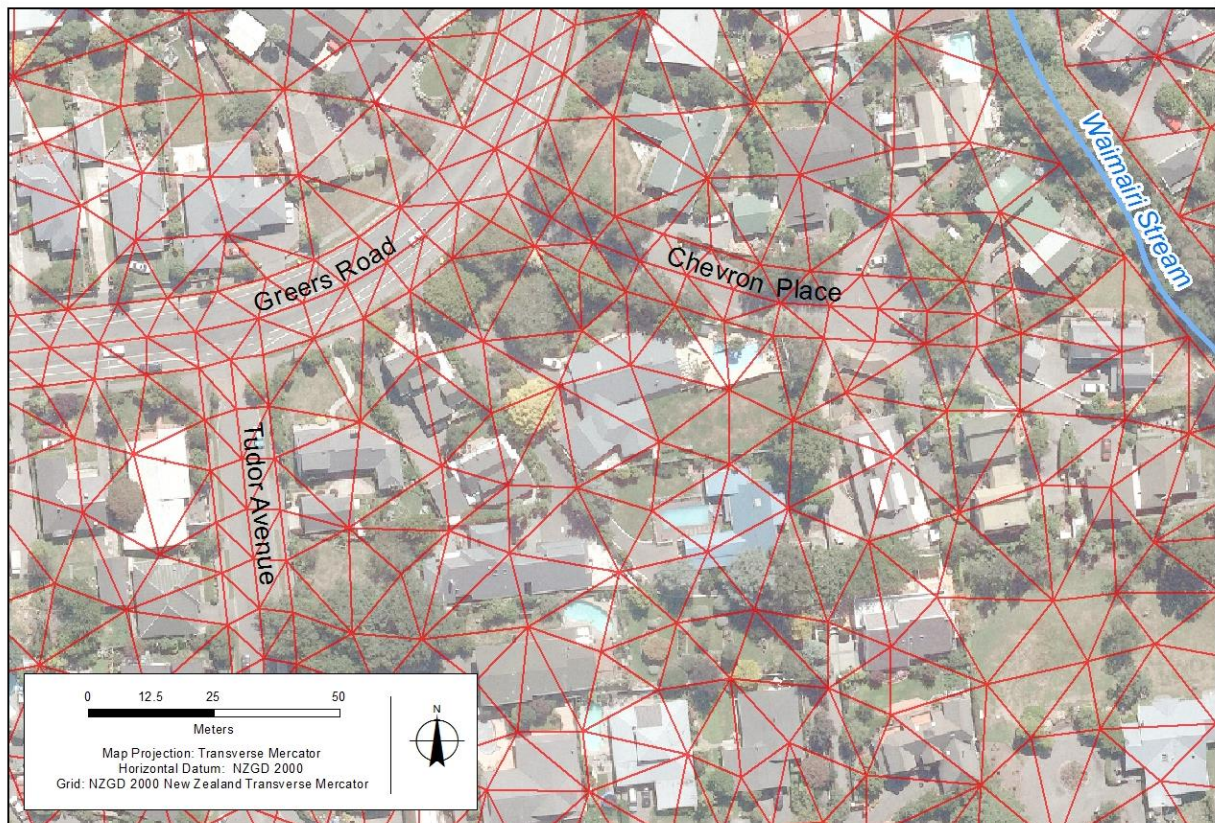 Waimairi Stream
Greers Road
Chevron Place
Tudor Avenue
0 12.5 25 50
Meters
N
Map Projection: Transverse Mercator
Horizontal Datum: NZGD 2000
Grid: NZGD 2000 New Zealand Transverse Mercator